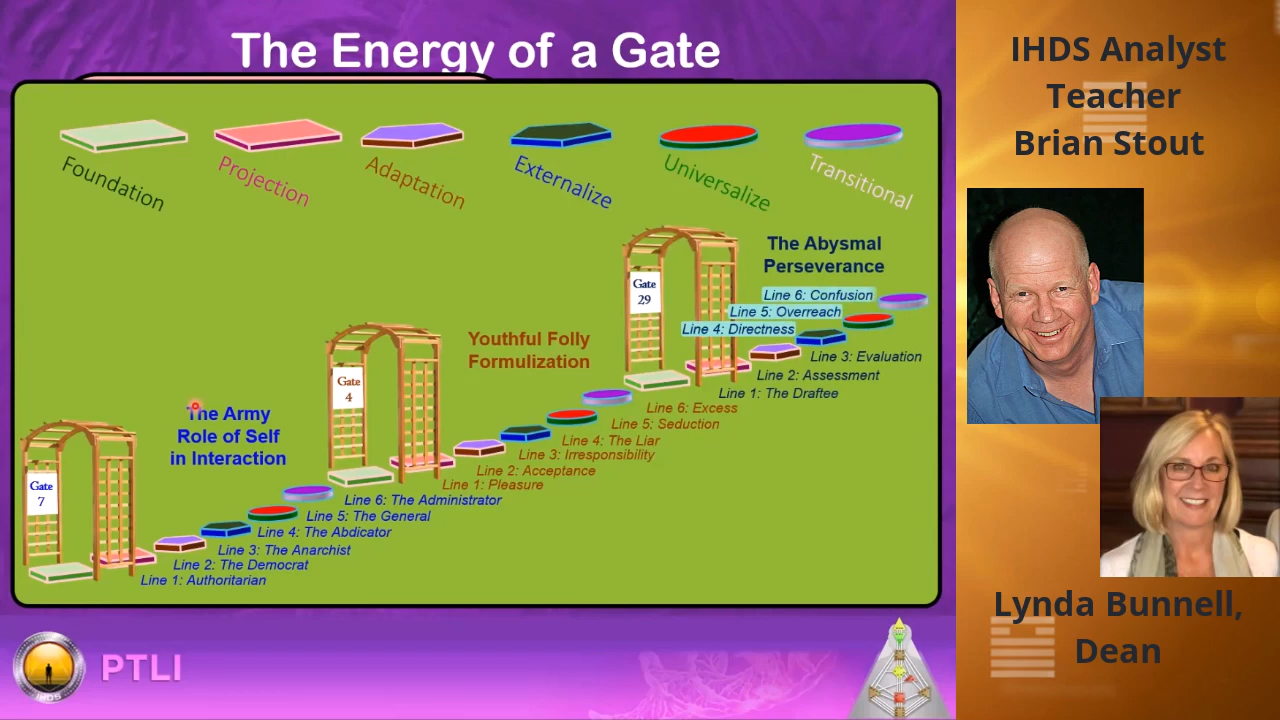 The Energy of a Gate
Foundation
Projection
Adaptation
Externalize
Universalize
Transitional
The Abysmal
Perseverance
Gate
29
Line 6: Confusion
Line 5: Overreach
Line 4: Directness
Line 3: Evaluation
Line 2: Assessment
Line 1: The Draftee
Youthful Folly
Formulization
Gate
4
Line 6: Excess
Line 5: Seduction
Line 4: The Liar
Line 3: Irresponsibility
Line 2: Acceptance
Line 1: Pleasure
The Army
Role of Self
in Interaction
Gate
7
Line 6: The Administrator
Line 5: The General
Line 4: The Abdicator
Line 3: The Anarchist
Line 2: The Democrat
Line 1: Authoritarian
IHDS
PTLI
IHDS Analyst
Teacher
Brian Stout
Lynda Bunnell,
Dean